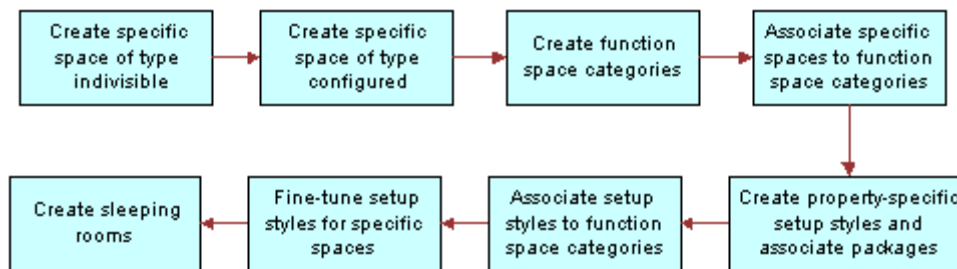 Create specific
space of type
indivisible
Create specific
space of type
configured
Create function
space categories
Associate specific
spaces to function
space categories
Create property-specific
setup styles and
associate packages
Associate setup
styles to function
space categories
Fine-tune setup
styles for specific
spaces
Create sleeping
rooms